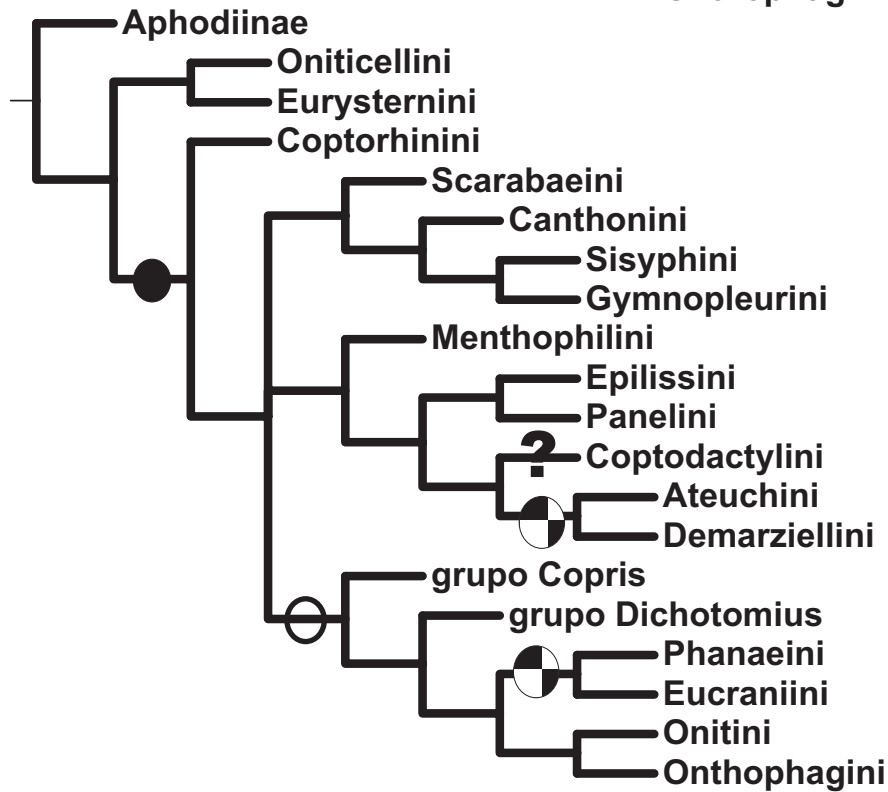 Aphodiinae
Oniticellini
Eurysternini
Coptorhinini
Scarabaeini
Canthonini
Sisyphini
Gymnopleurini
Menthophilini
Epilissini
Panelini
?
Coptodactylini
Ateuchini
Demarziellini
grupo Copris
grupo Dichotomius
Phanaeini
Eucraniini
Onitini
Onthophagini